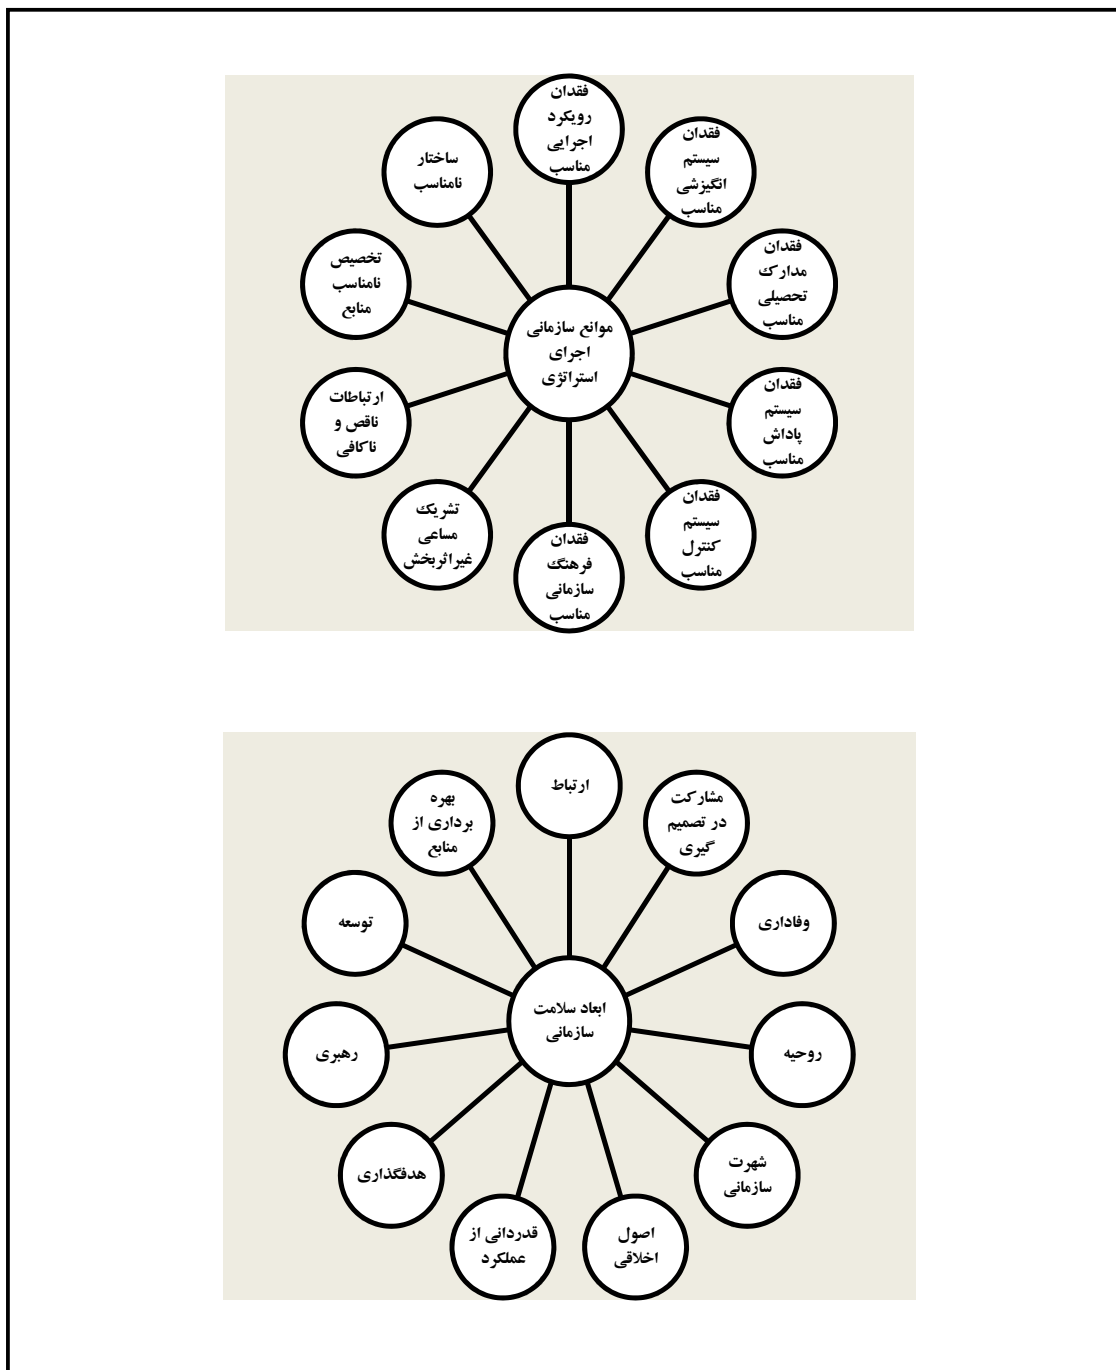 فقدان
رویکرد
اجرایی
مناسب
فقدان
سیستم
انگیزشی
مناسب
فقدان
مدارک
تحصیلی
مناسب
فقدان
سیستم
پاداش
مناسب
فقدان
سیستم
کنترل
مناسب
فقدان
فرهنگ
سازمانی
مناسب
تشریک
مساعی
غیراثربخش
ارتباطات
ناقص و
ناکافی
تخصیص
نامناسب
منابع
ساختار
نامناسب
موانع سازمانی
اجرای
استراتژی
ارتباط
مشارکت
در تصمیم
گیری
وفاداری
روحیه
شهرت
سازمانی
اصول
اخلاقی
قدردانی از
عملکرد
هدفگذاری
رهبری
توسعه
بهره
برداری از
منابع
ابعاد سلامت
سازمانی